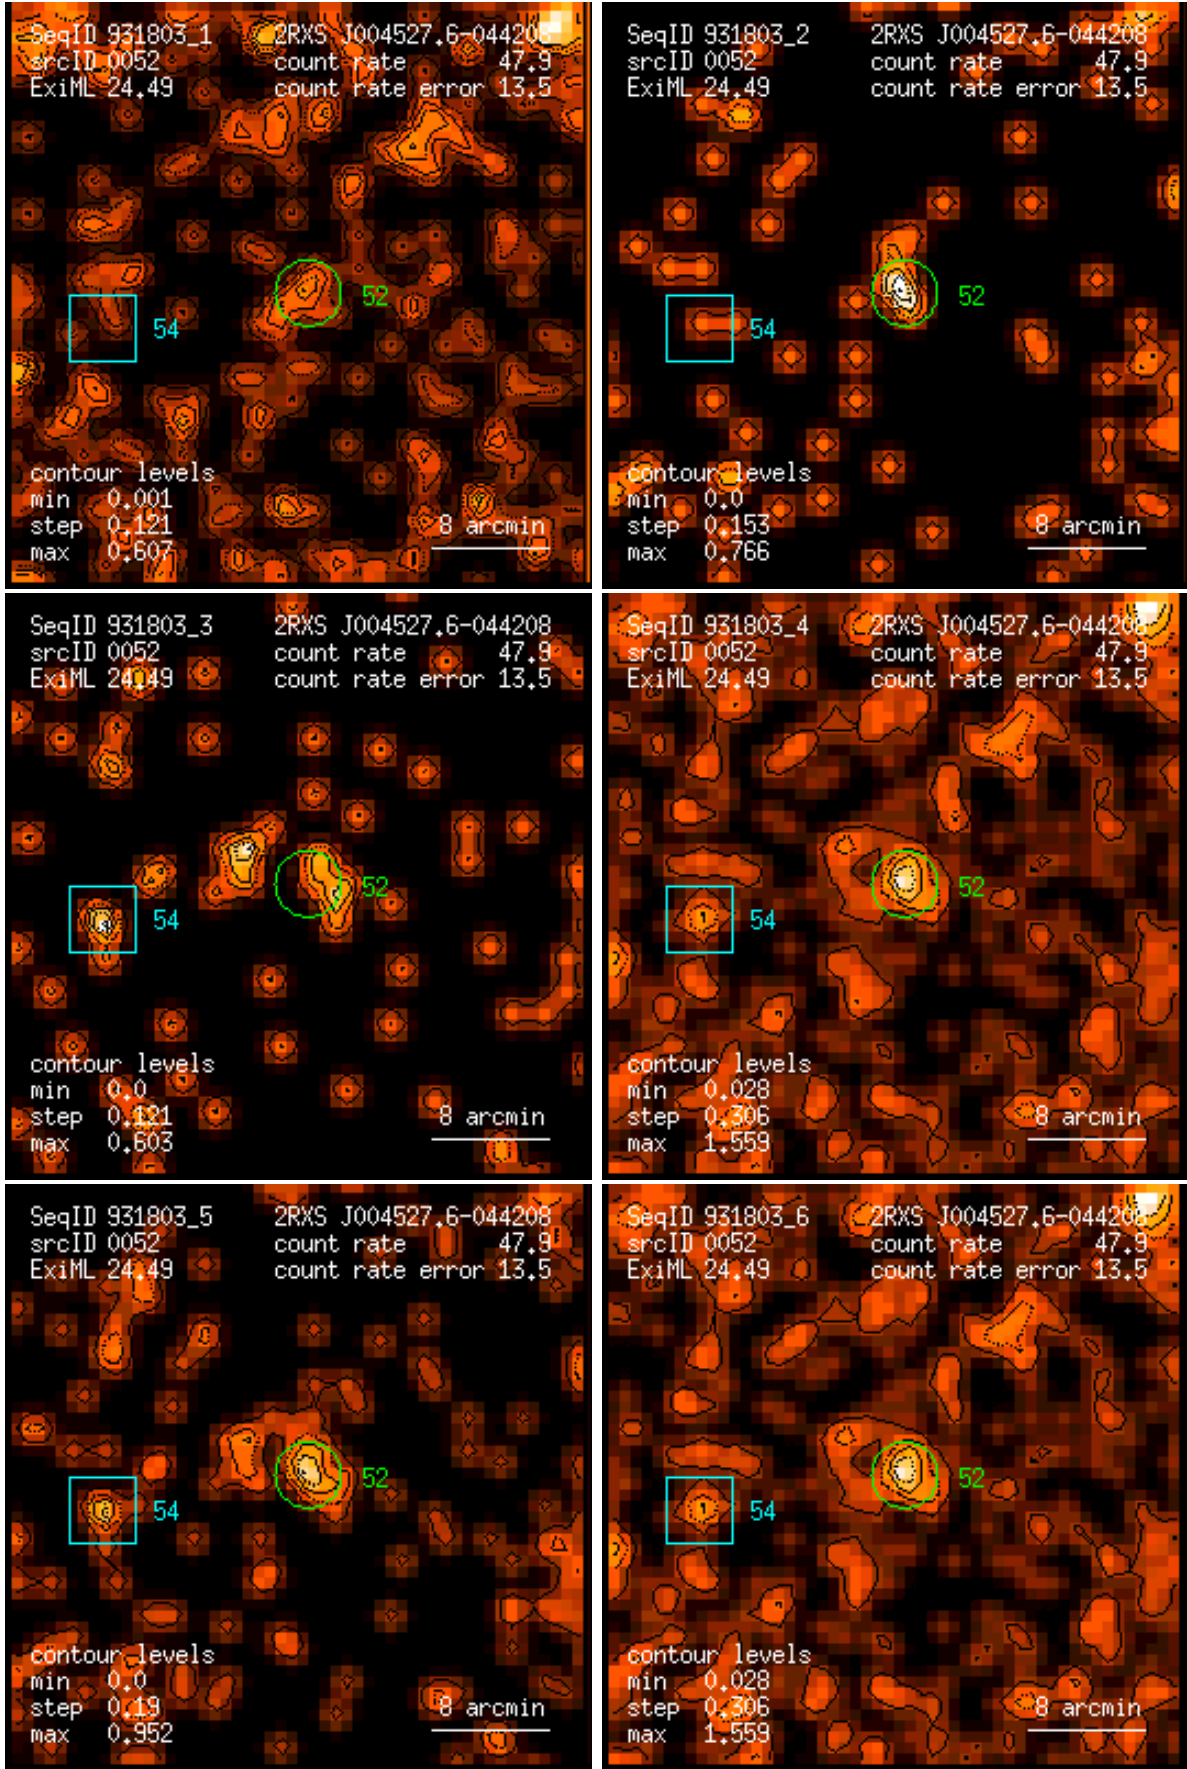 SeqID 931803_1 2RXS J004527.6-044208
srcID 0052 count rate 47.9
ExiML 24.49 count rate error 13.5
52
54
contour levels
min 0.001
step 0.121 8 arcmin
max 0.607
SeqID 931803_2 2RXS J004527.6-044208
srcID 0052 count rate 47.9
ExiML 24.49 count rate error 13.5
52
54
contour levels
min 0.0
step 0.153 8 arcmin
max 0.766
SeqID 931803_3 2RXS J004527.6-044208
srcID 0052 count rate 47.9
ExiML 24.49 count rate error 13.5
52
54
contour levels
min 0.0
step 0.121 8 arcmin
max 0.603
SeqID 931803_4 2RXS J004527.6-044208
srcID 0052 count rate 47.9
ExiML 24.49 count rate error 13.5
52
54
contour levels
min 0.028
step 0.306 8 arcmin
max 1.559
SeqID 931803_5 2RXS J004527.6-044208
srcID 0052 count rate 47.9
ExiML 24.49 count rate error 13.5
52
54
contour levels
min 0.0
step 0.19 8 arcmin
max 0.952
SeqID 931803_6 2RXS J004527.6-044208
srcID 0052 count rate 47.9
ExiML 24.49 count rate error 13.5
52
54
contour levels
min 0.028
step 0.306 8 arcmin
max 1.559